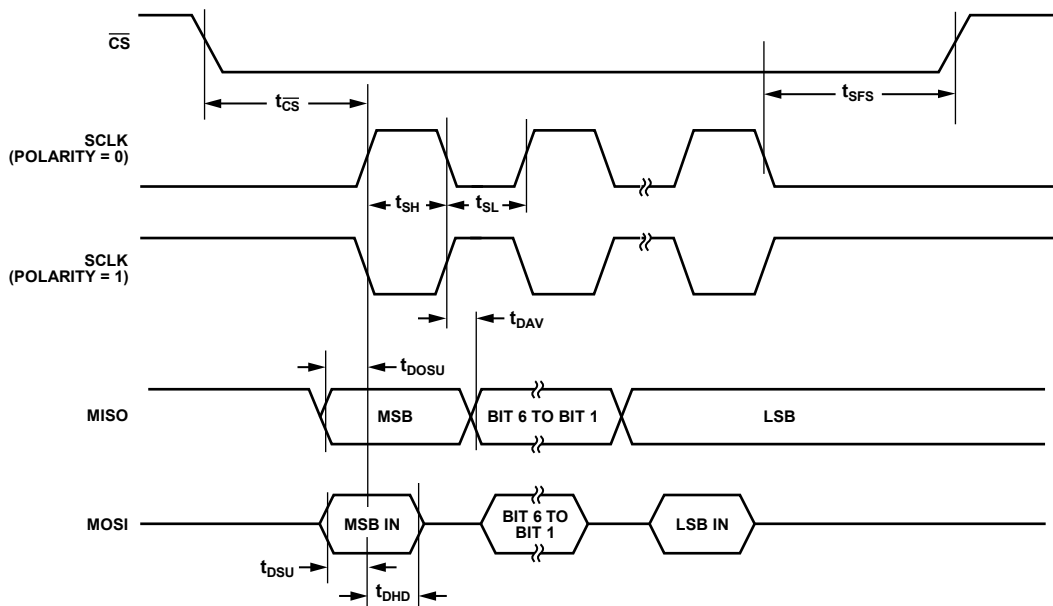 CS
tCS
tSFS
SCLK
(POLARITY = 0)
tSH
tSL
SCLK
(POLARITY = 1)
tDAV
tDOSU
MISO
MSB
BIT 6 TO BIT 1
LSB
MOSI
MSB IN
BIT 6 TO
BIT 1
LSB IN
tDSU
tDHD